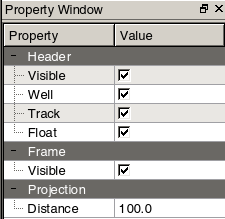 Property Window
Property Value
Header
Visible
Well
Track
Float
Frame
Visible
Projection
Distance 100.0